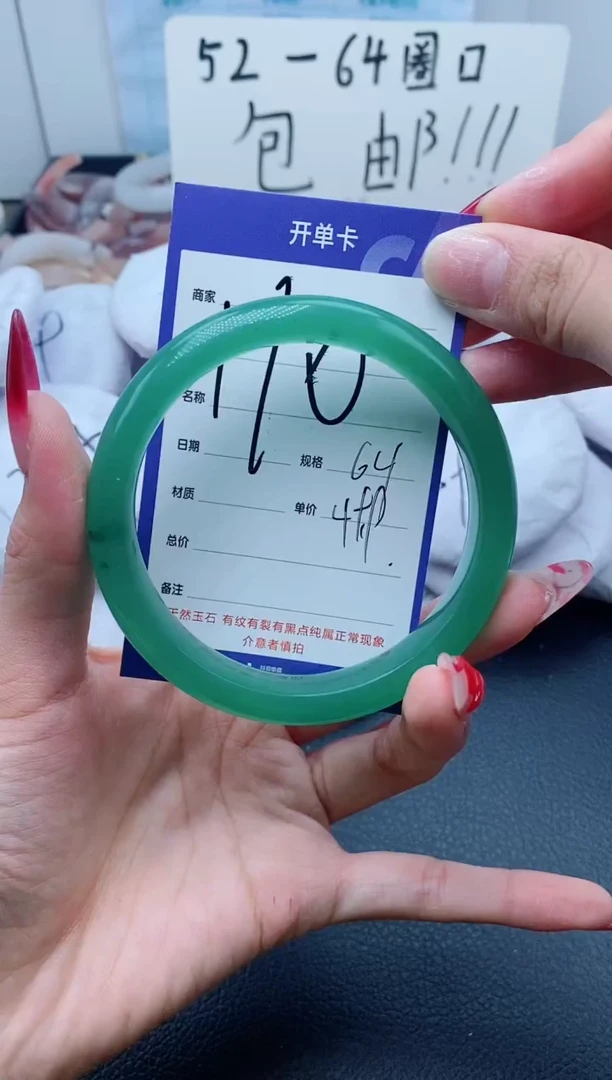 52-64圈口
包邮!!!
开单卡
商家
名称
日期
规格 64
材质
单价
总价
备注
天然玉石 有纹有裂有黑点纯属正常现象
介意者慎拍